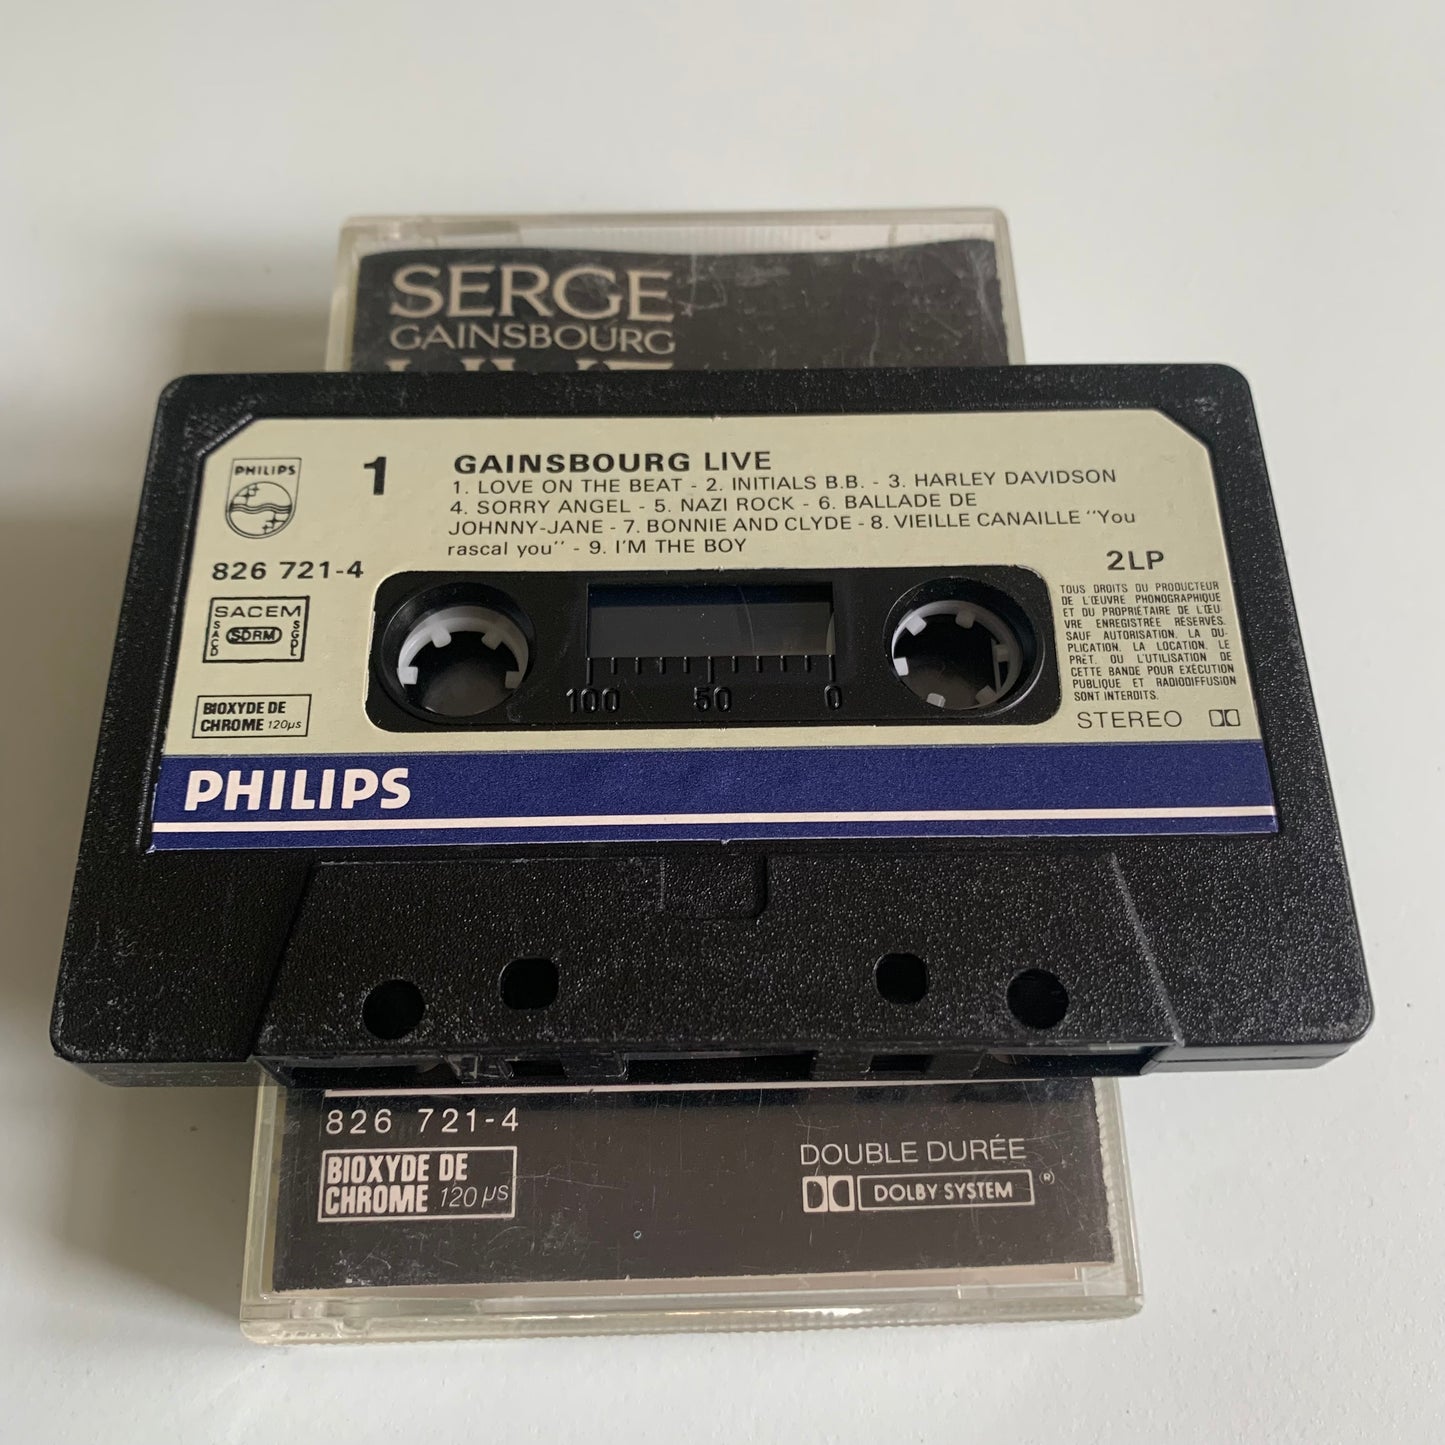 SERGE
GAINSBOURG
PHILIPS
1
GAINSBOURG LIVE
1. LOVE ON THE BEAT - 2. INITIALS B.B. - 3. HARLEY DAVIDSON
4. SORRY ANGEL - 5. NAZI ROCK - 6. BALLADE DE
JOHNNY-JANE - 7. BONNIE AND CLYDE - 8. VIEILLE CANAILLE "You
rascal you" - 9. I'M THE BOY
826 721-4
2LP
SACEM
SACD
SDRM
SGDL
TOUS DROITS DU PRODUCTEUR
DE L'ŒUVRE PHONOGRAPHIQUE
ET DU PROPRIÉTAIRE DE L'ŒU-
VRE ENREGISTRÉE RÉSERVÉS.
SAUF AUTORISATION, LA DU-
PLICATION, LA LOCATION, LE
PRÊT, OU L'UTILISATION DE
CETTE BANDE POUR EXÉCUTION
PUBLIQUE ET RADIODIFFUSION
SONT INTERDITS.
100 50 0
BIOXYDE DE
CHROME 120µs
STEREO
PHILIPS
826 721-4
BIOXYDE DE
CHROME 120 µs
DOUBLE DURÉE
DOLBY SYSTEM ®